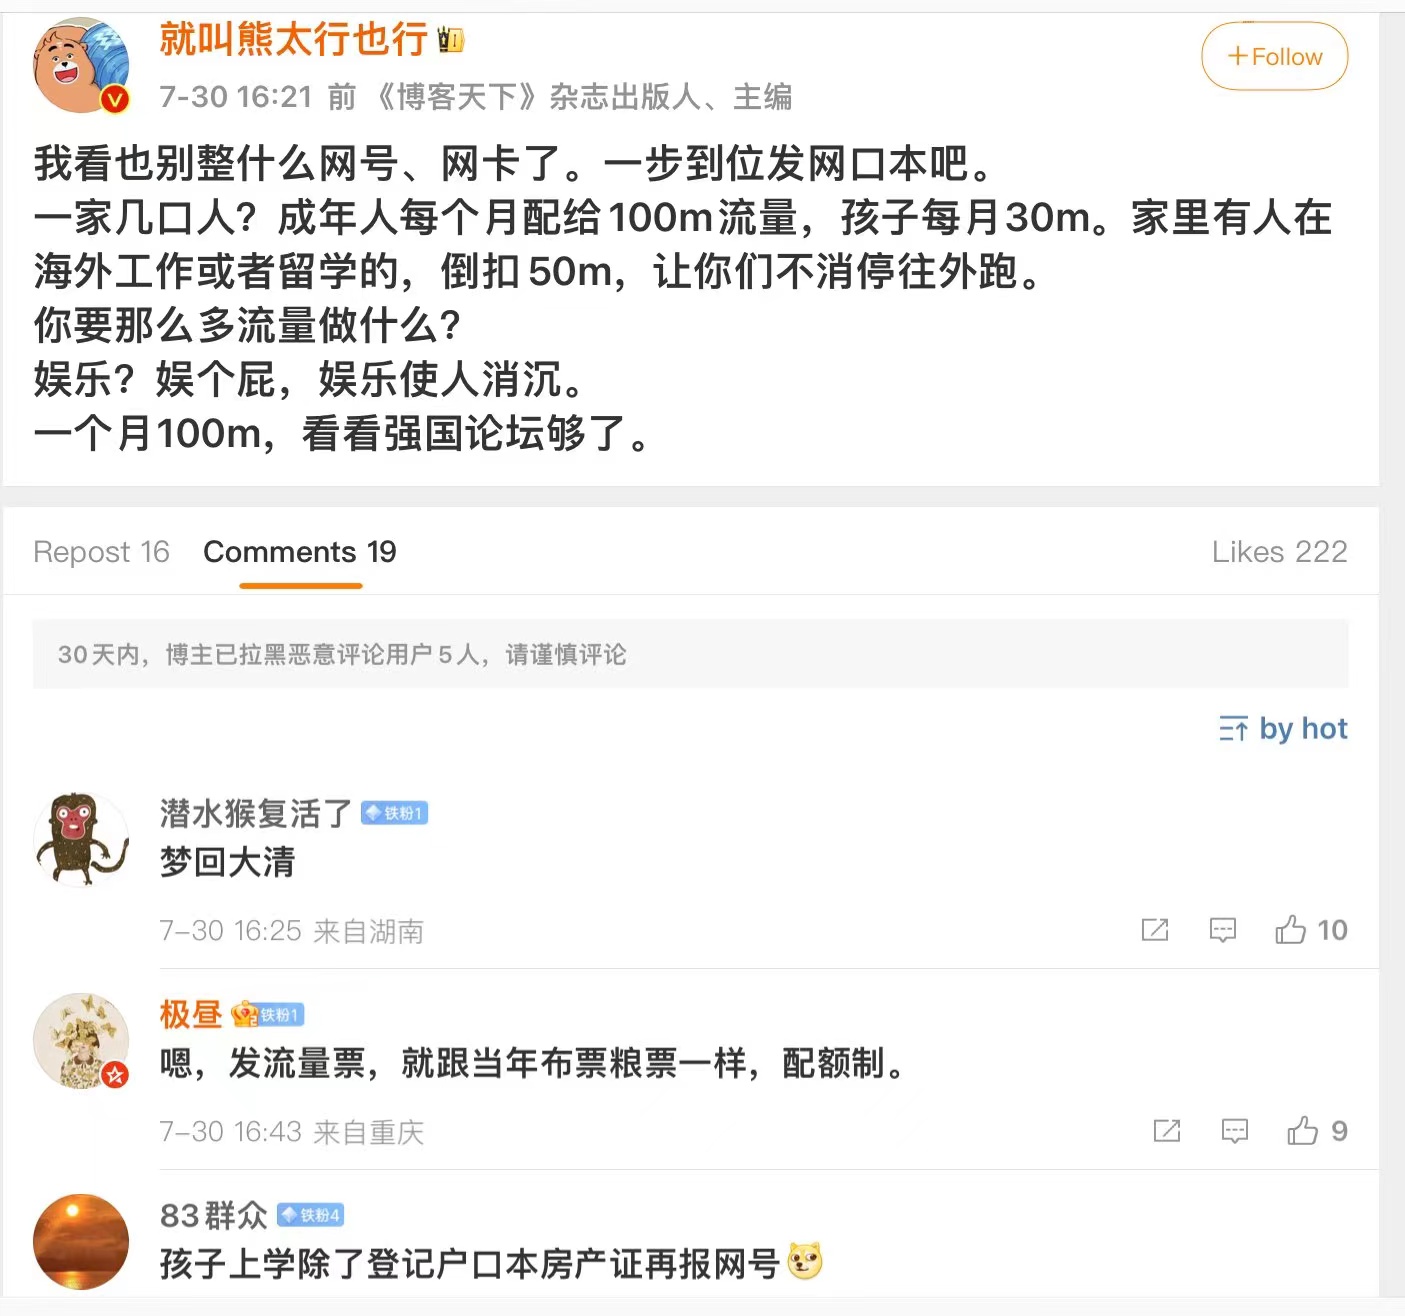 就叫熊太行也行
+Follow
7-30 16:21 前 《博客天下》杂志出版人、主编
我看也别整什么网号、网卡了。一步到位发网口本吧。
一家几口人？成年人每个月配给100m流量，孩子每月30m。家里有人在
海外工作或者留学的，倒扣50m，让你们不消停往外跑。
你要那么多流量做什么？
娱乐？娱个屁，娱乐使人消沉。
一个月100m，看看强国论坛够了。
Repost 16 Comments 19 Likes 222
30天内，博主已拉黑恶意评论用户5人，请谨慎评论
by hot
潜水猴复活了 铁粉1
梦回大清
7-30 16:25 来自湖南 10
极昼 铁粉1
嗯，发流量票，就跟当年布票粮票一样，配额制。
7-30 16:43 来自重庆 9
83群众 铁粉4
孩子上学除了登记户口本房产证再报网号